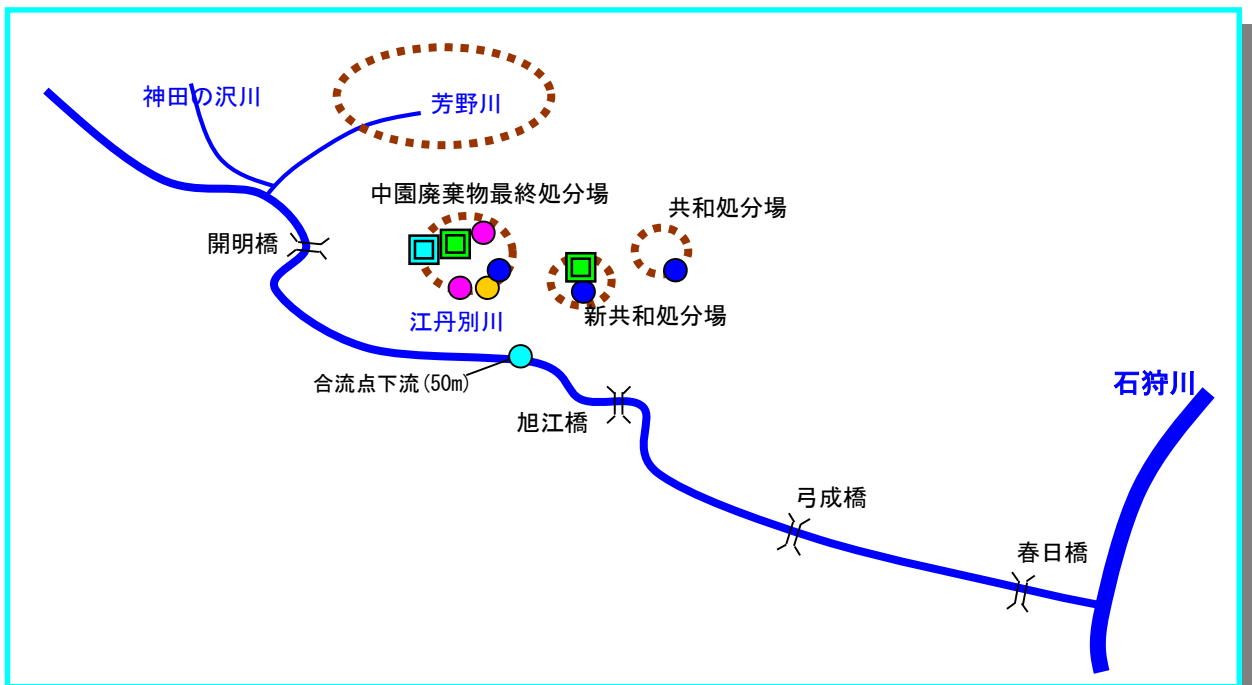 神田の沢川
芳野川
中園廃棄物最終処分場
共和処分場
開明橋
江丹別川
新共和処分場
合流点下流(50m)
石狩川
旭江橋
弓成橋
春日橋